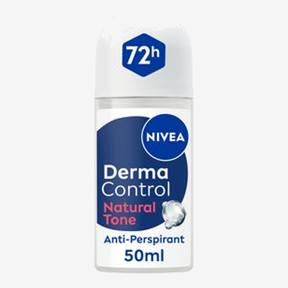 72h
NIVEA
Derma
Control
Natural
Tone
Anti-Perspirant
50ml